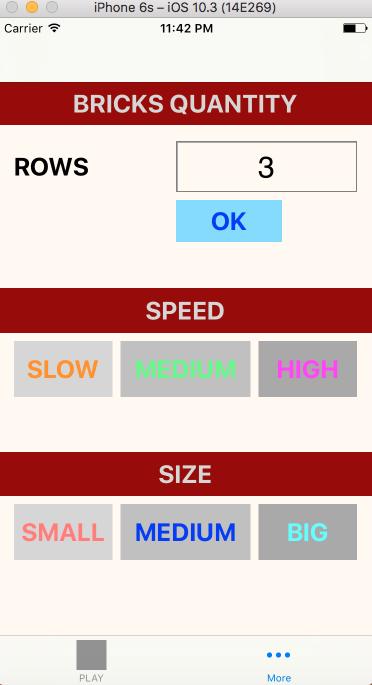 iPhone 6s – iOS 10.3 (14E269)
Carrier 11:42 PM
BRICKS QUANTITY
ROWS 3
OK
SPEED
SLOW MEDIUM HIGH
SIZE
SMALL MEDIUM BIG
PLAY More